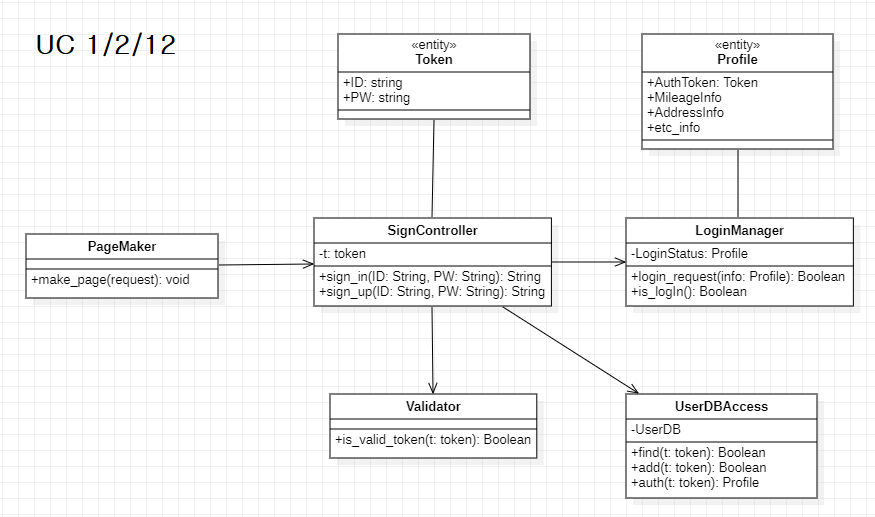 UC 1/2/12
«entity»
Token
+ID: string
+PW: string
«entity»
Profile
+AuthToken: Token
+MileageInfo
+AddressInfo
+etc_info
PageMaker
+make_page(request): void
SignController
-t: token
+sign_in(ID: String, PW: String): String
+sign_up(ID: String, PW: String): String
LoginManager
-LoginStatus: Profile
+login_request(info: Profile): Boolean
+is_logIn(): Boolean
Validator
+is_valid_token(t: token): Boolean
UserDBAccess
-UserDB
+find(t: token): Boolean
+add(t: token): Boolean
+auth(t: token): Profile